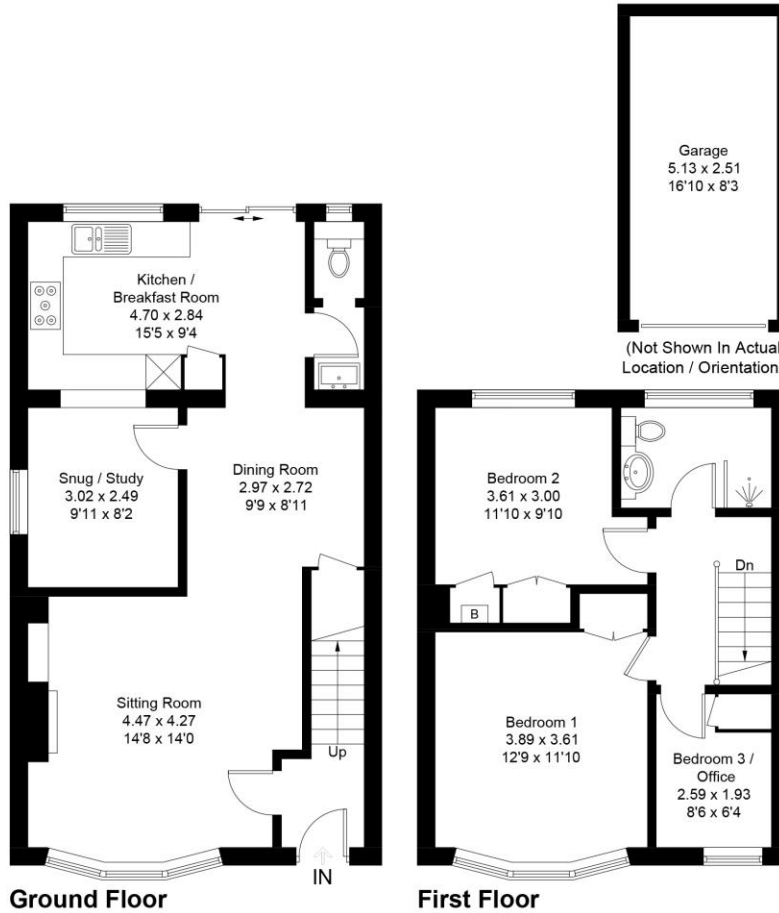 Garage
5.13 x 2.51
16'10 x 8'3
(Not Shown In Actual
Location / Orientation
Kitchen /
Breakfast Room
4.70 x 2.84
15'5 x 9'4
Snug / Study
3.02 x 2.49
9'11 x 8'2
Dining Room
2.97 x 2.72
9'9 x 8'11
Sitting Room
4.47 x 4.27
14'8 x 14'0
Up
IN
Ground Floor
Bedroom 2
3.61 x 3.00
11'10 x 9'10
Dn
B
Bedroom 1
3.89 x 3.61
12'9 x 11'10
Bedroom 3 /
Office
2.59 x 1.93
8'6 x 6'4
First Floor